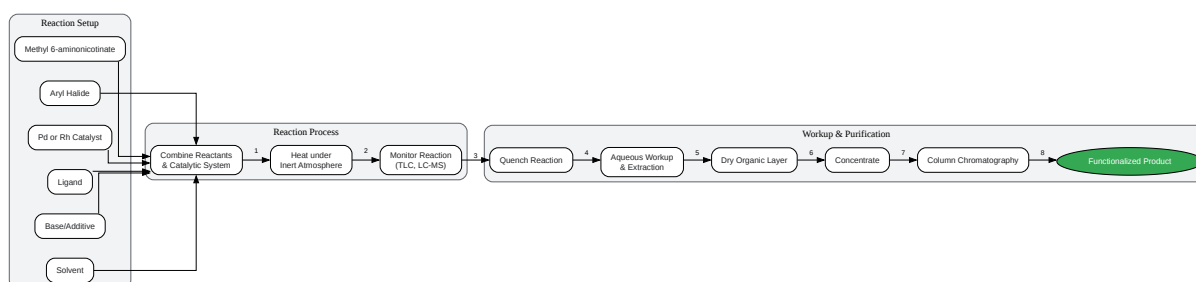 Reaction Setup
Methyl 6-aminonicotinate
Aryl Halide
Pd or Rh Catalyst
Ligand
Base/Additive
Solvent
Reaction Process
Combine Reactants
& Catalytic System
1
Heat under
Inert Atmosphere
2
Monitor Reaction
(TLC, LC-MS)
3
Workup & Purification
Quench Reaction
4
Aqueous Workup
& Extraction
5
Dry Organic Layer
6
Concentrate
7
Column Chromatography
8
Functionalized Product